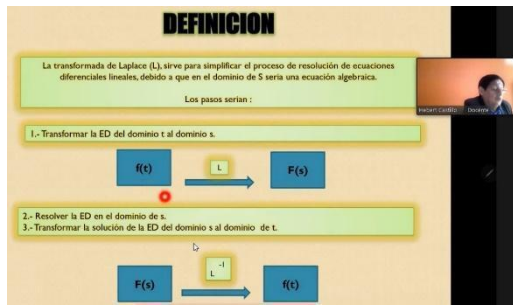 DEFINICION
La transformada de Laplace (L), sirve para simplificar el proceso de resolución de ecuaciones
diferenciales lineales, debido a que en el dominio de S seria una ecuación algebraica.
Los pasos serian :
Hebert Castillo Docente
1.- Transformar la ED del dominio t al dominio s.
f(t)
L
F(s)
2.- Resolver la ED en el dominio de s.
3.- Transformar la solución de la ED del dominio s al dominio de t.
F(s)
L -1
f(t)